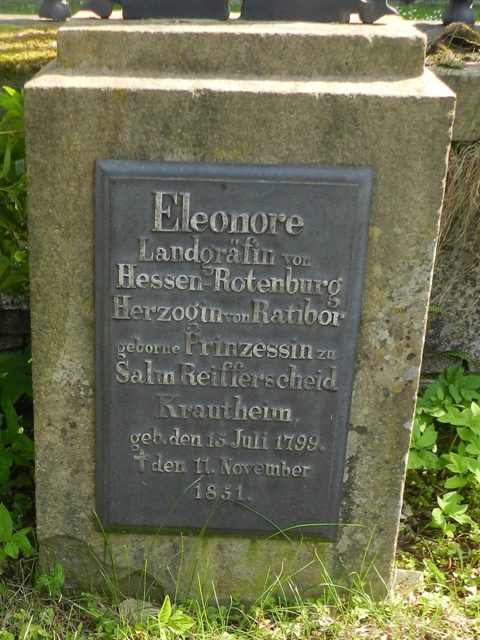 Eleonore
Landgräfin von
Hessen-Rotenburg
Herzogin von Ratibor
geborne Prinzessin zu
Salm Reifferscheid
Krautheim
geb. den 15. Juli 1799.
† den 11. November
1851.